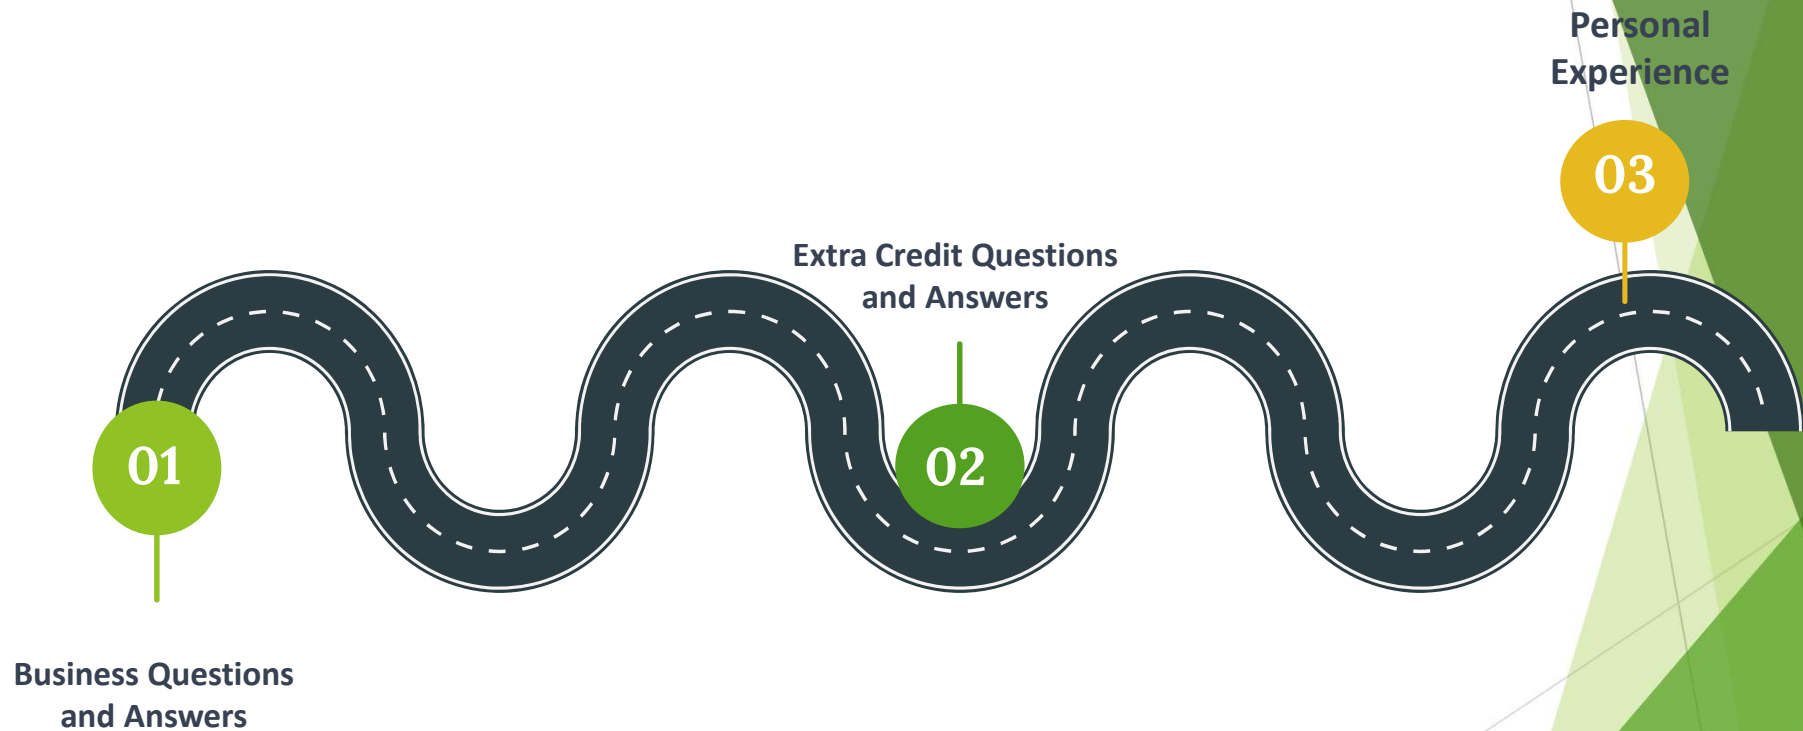 01
Business Questions
and Answers
Extra Credit Questions
and Answers
02
Personal
Experience
03